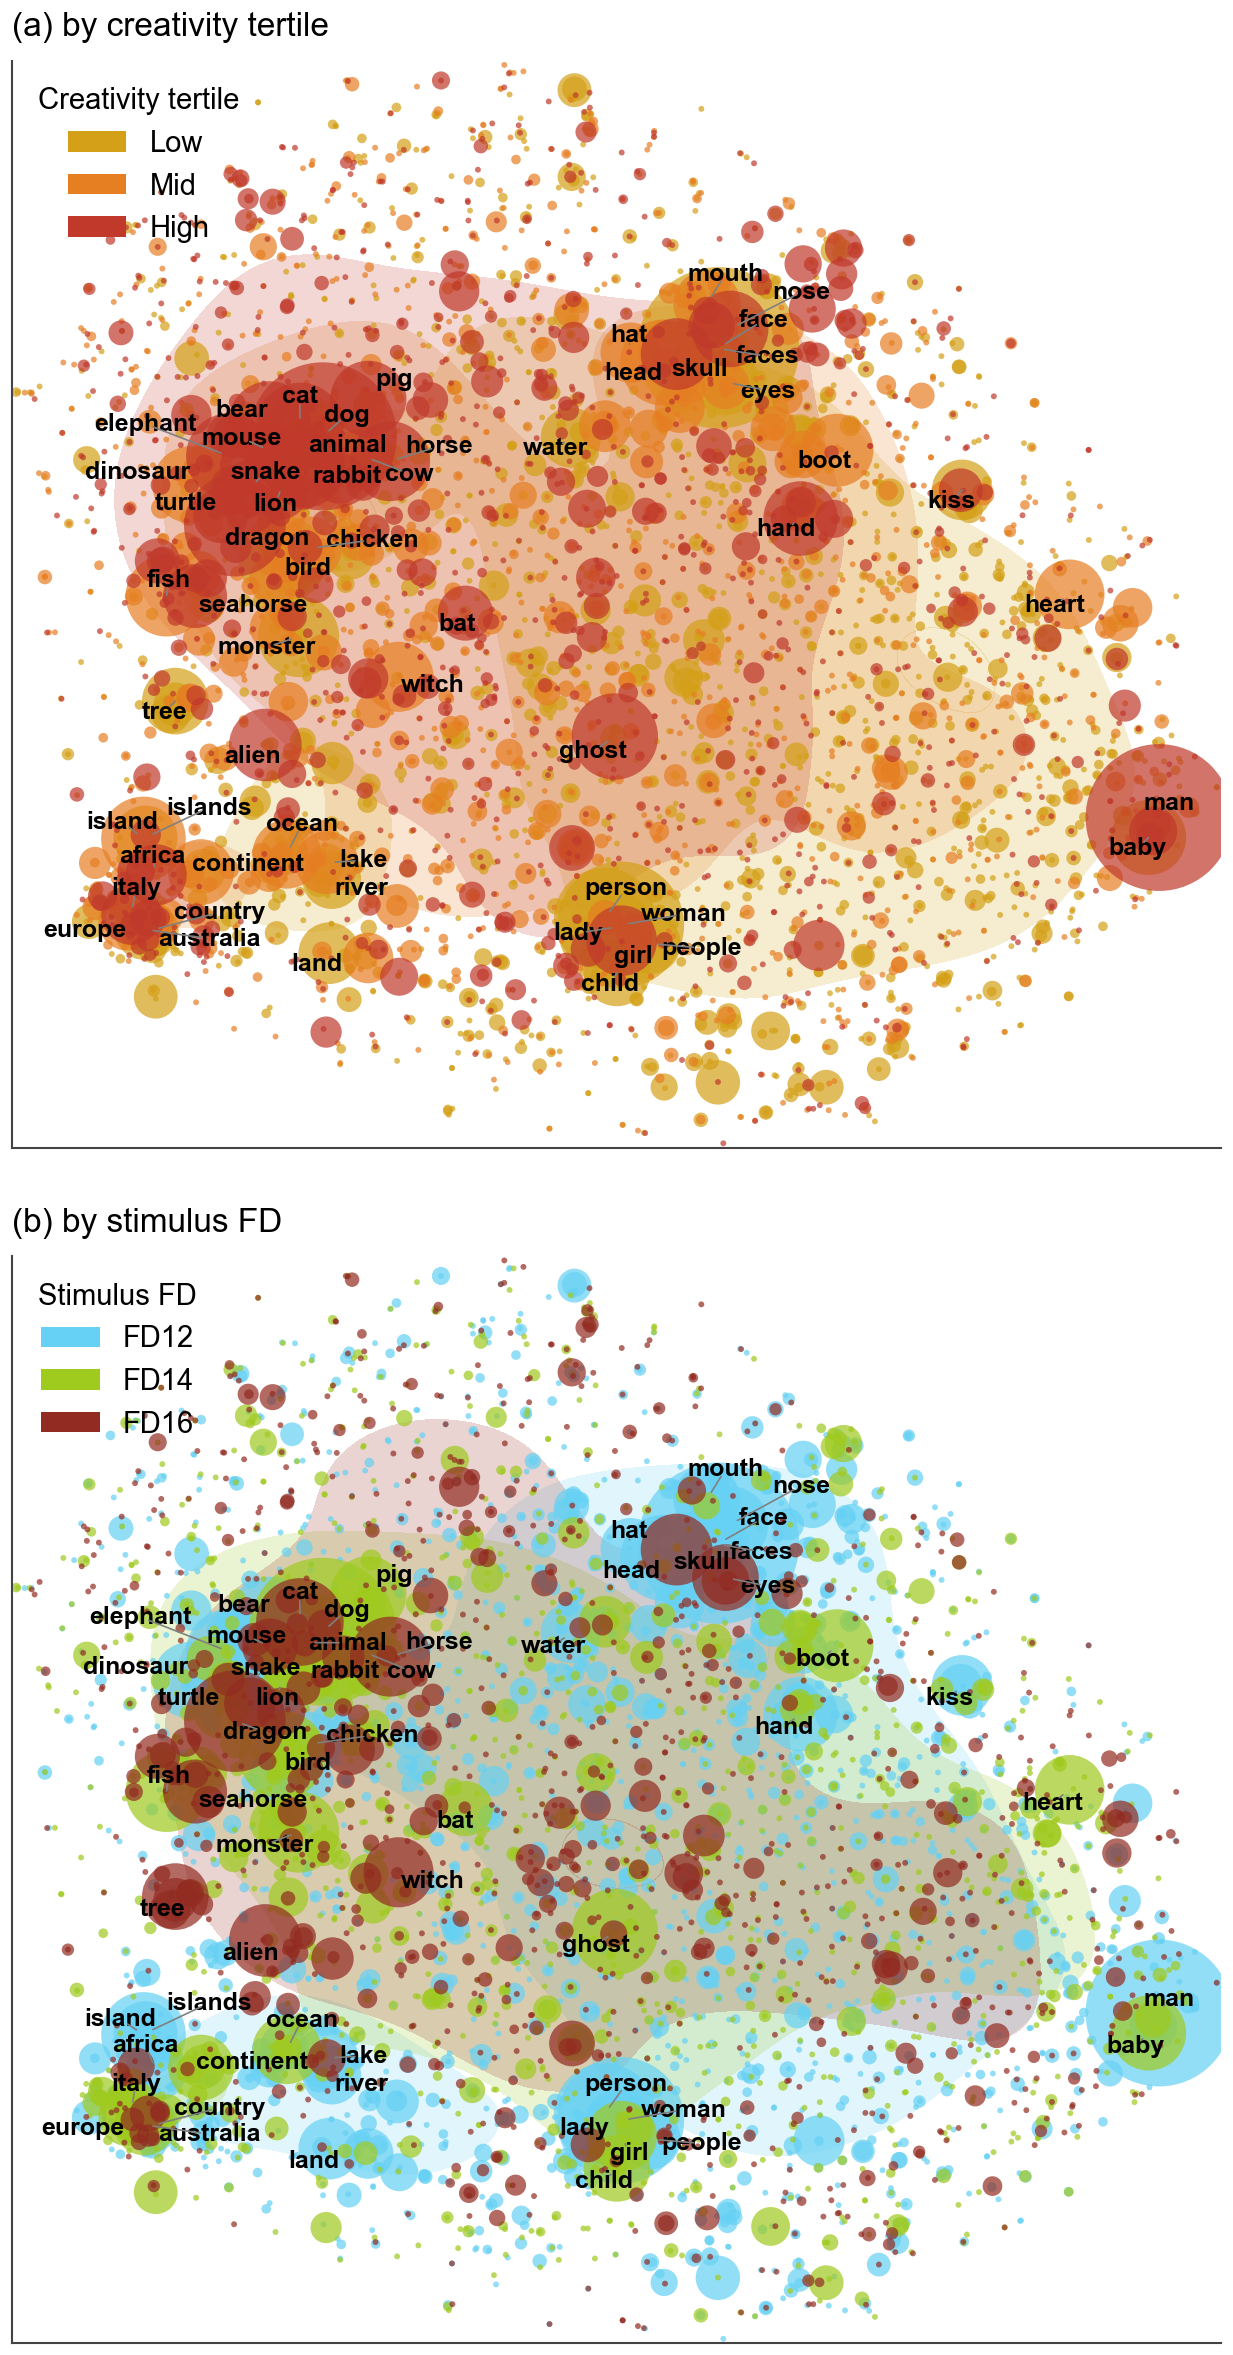 (a) by creativity tertile
Creativity tertile
Low
Mid
High
mouth
nose
hat
face
faces
head
skull
eyes
pig
cat
bear
dog
elephant
mouse
animal
horse
water
boot
dinosaur
snake
rabbit
cow
turtle
lion
kiss
hand
dragon
chicken
bird
fish
seahorse
heart
bat
monster
witch
tree
ghost
alien
man
islands
island
ocean
baby
africa
continent
lake
italy
river
person
country
woman
europe
australia
lady
people
land
girl
child
(b) by stimulus FD
Stimulus FD
FD12
FD14
FD16
mouth
nose
hat
face
faces
head
skull
eyes
pig
cat
bear
dog
elephant
mouse
animal
horse
water
boot
dinosaur
snake
rabbit
cow
turtle
lion
kiss
hand
dragon
chicken
bird
fish
seahorse
heart
bat
monster
witch
tree
ghost
alien
man
islands
island
ocean
africa
baby
continent
lake
italy
river
person
country
woman
europe
australia
lady
people
land
girl
child